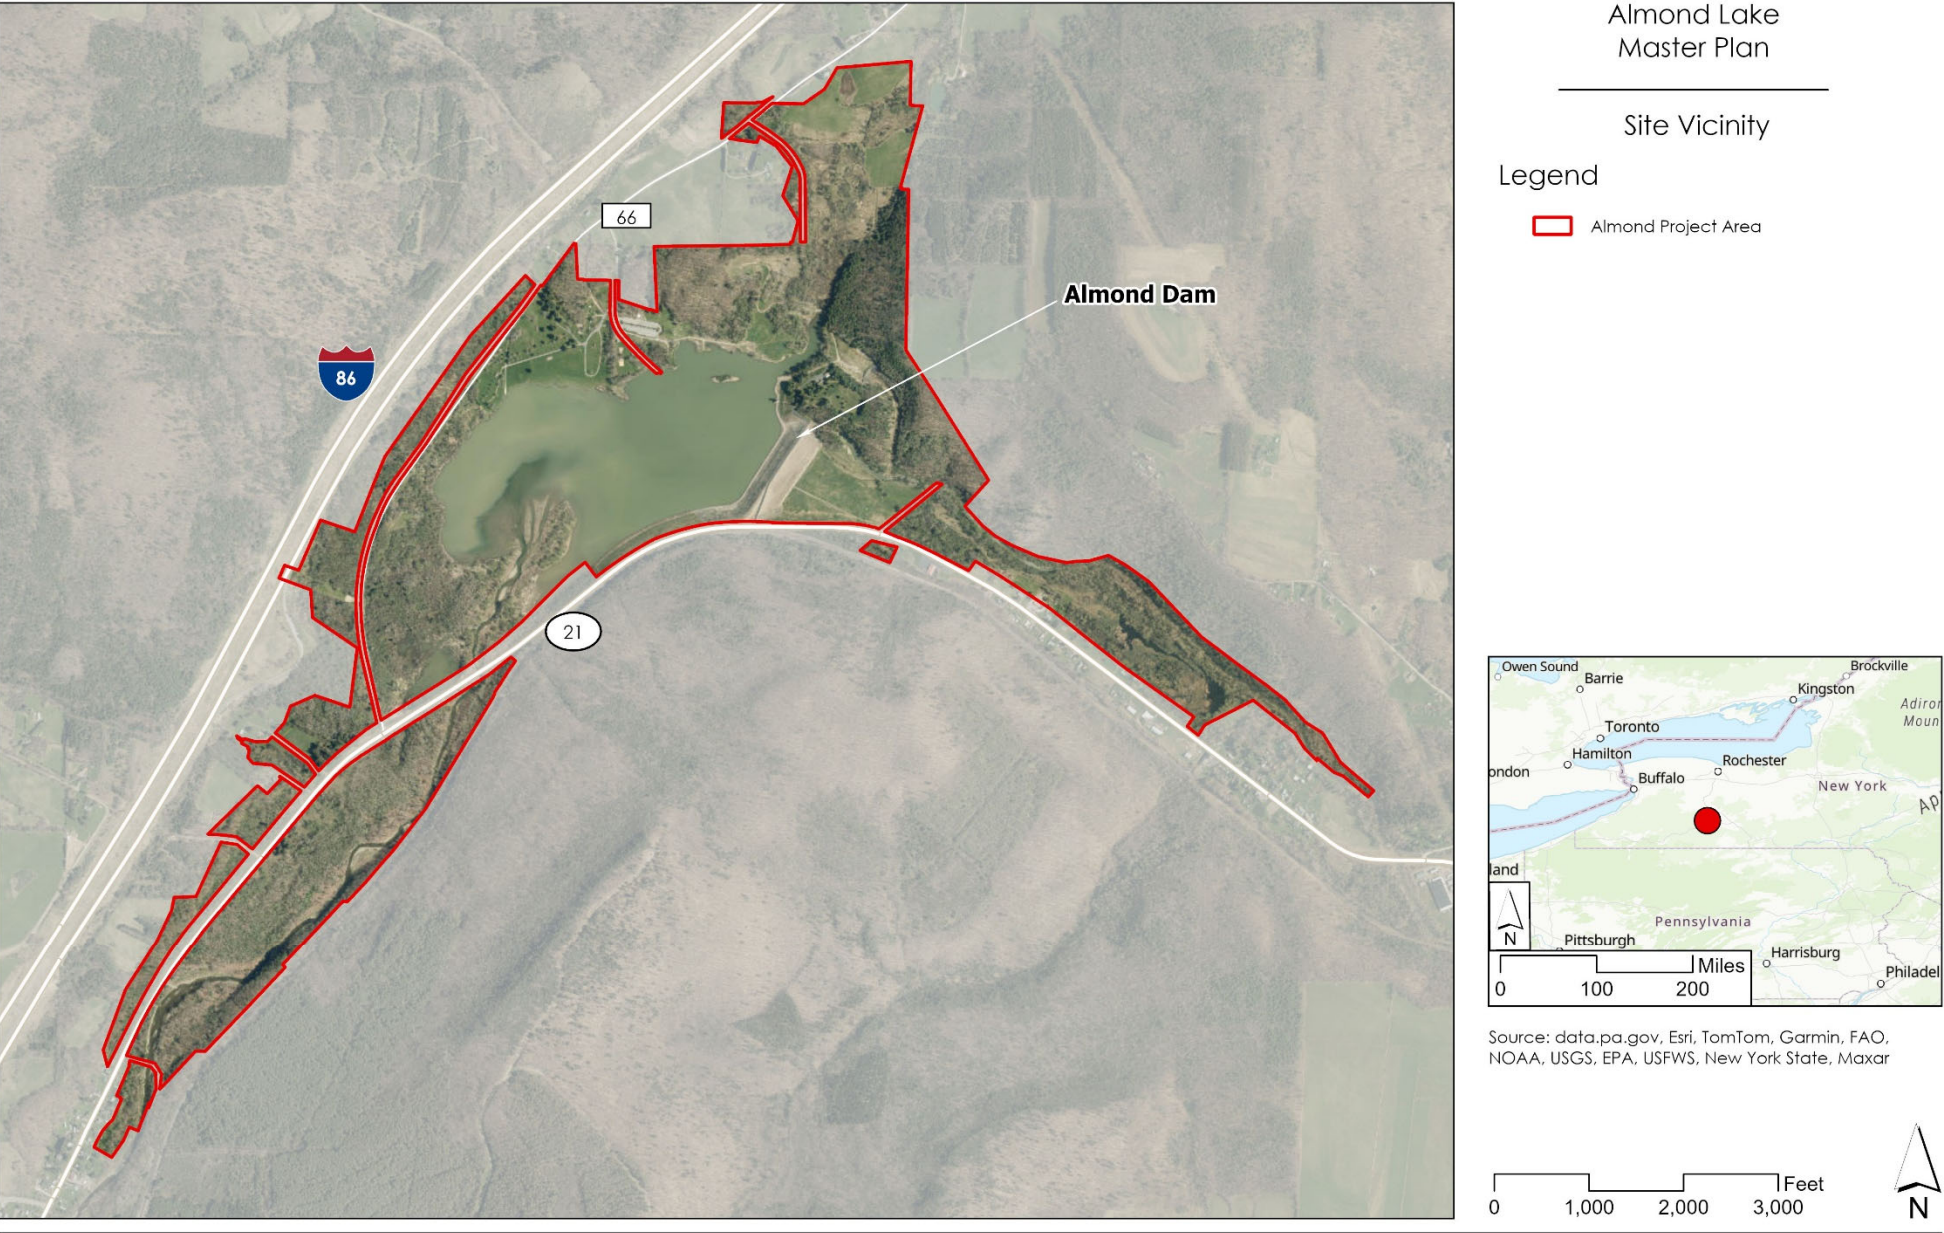 Almond Lake
Master Plan
Site Vicinity
Legend
Almond Project Area
66
Almond Dam
86
21
Owen Sound
Barrie
Brockville
Kingston
Adiron
Moun
Toronto
Hamilton
ondon
Buffalo
Rochester
New York
Ap
land
N
Pennsylvania
Pittsburgh
Harrisburg
Philadel
Miles
0 100 200
Source: data.pa.gov, Esri, TomTom, Garmin, FAO,
NOAA, USGS, EPA, USFWS, New York State, Maxar
Feet
0 1,000 2,000 3,000
N